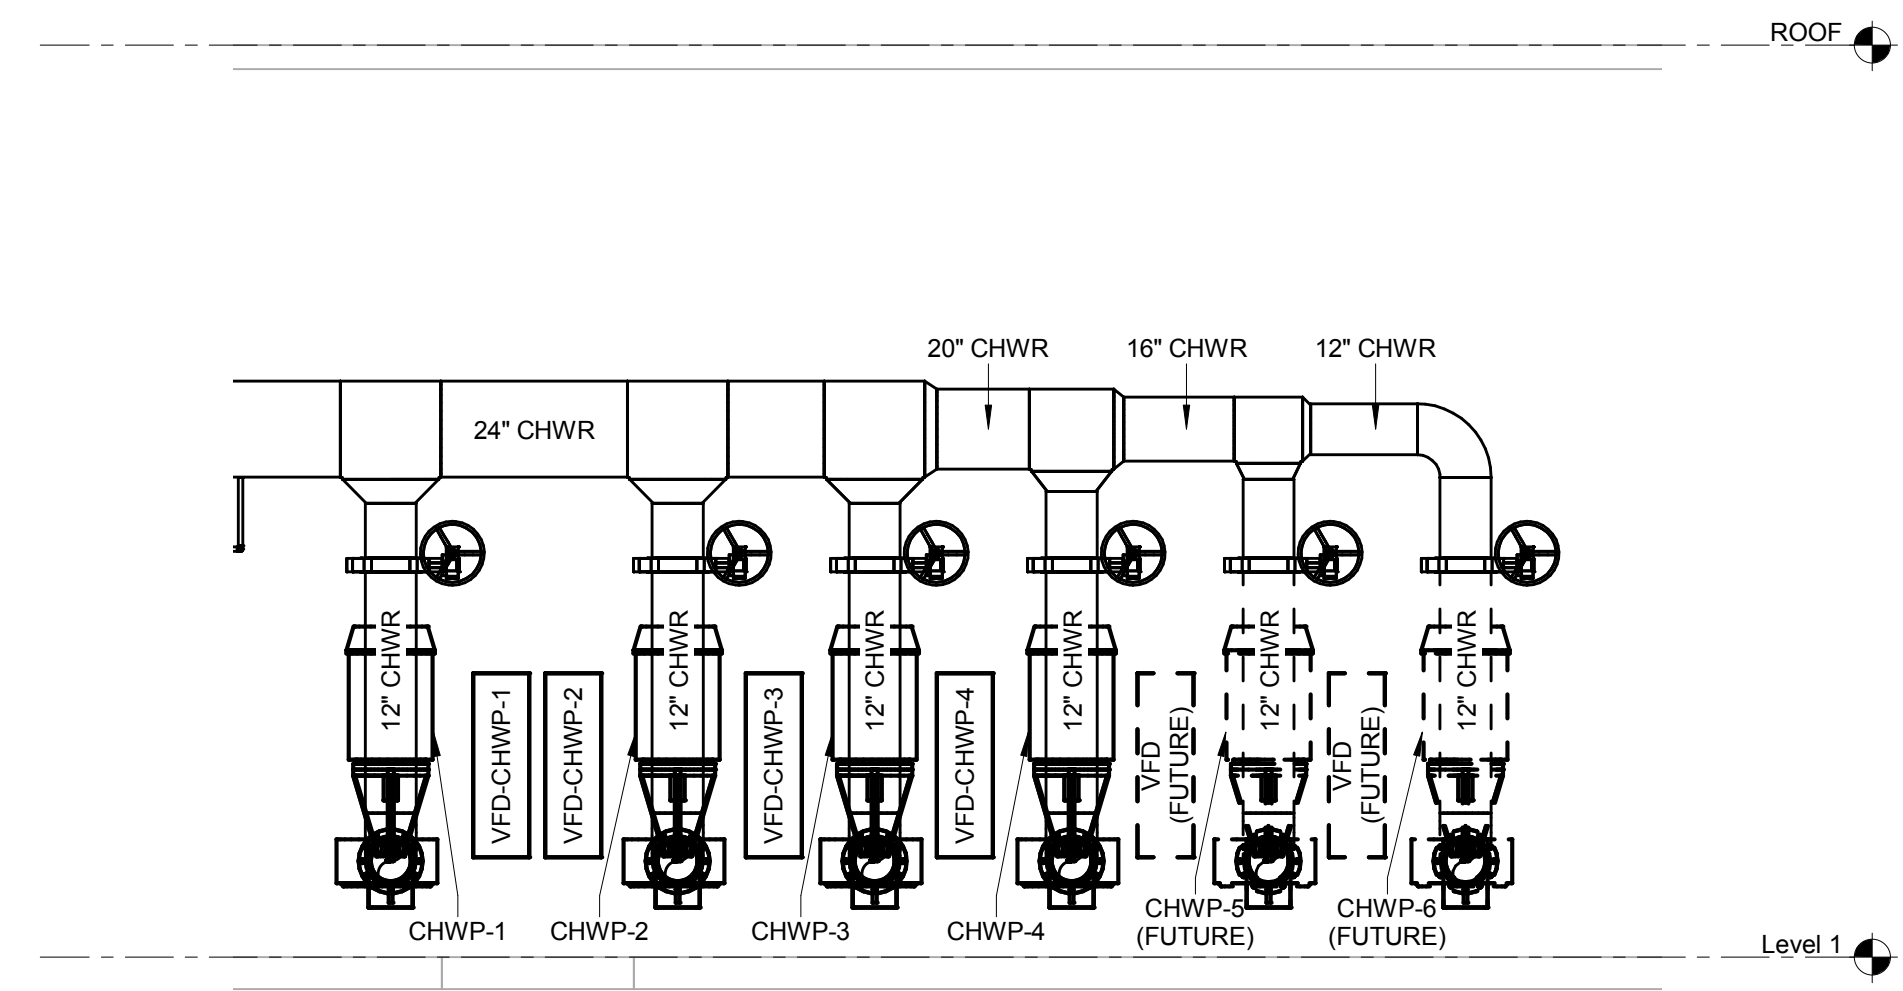 ROOF
20" CHWR
16" CHWR
12" CHWR
24" CHWR
12" CHWR
12" CHWR
12" CHWR
12" CHWR
12" CHWR
12" CHWR
VFD-CHWP-1
VFD-CHWP-2
VFD-CHWP-3
VFD-CHWP-4
VFD
(FUTURE)
VFD
(FUTURE)
CHWP-1
CHWP-2
CHWP-3
CHWP-4
CHWP-5
(FUTURE)
CHWP-6
(FUTURE)
Level 1